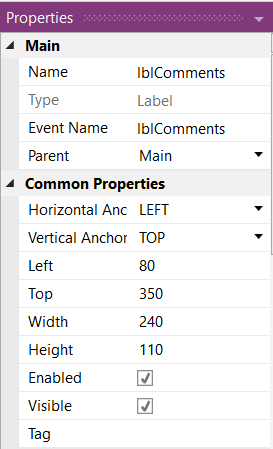 Properties
Main
Name lblComments
Type Label
Event Name lblComments
Parent Main
Common Properties
Horizontal Anc LEFT
Vertical Anchor TOP
Left 80
Top 350
Width 240
Height 110
Enabled
Visible
Tag